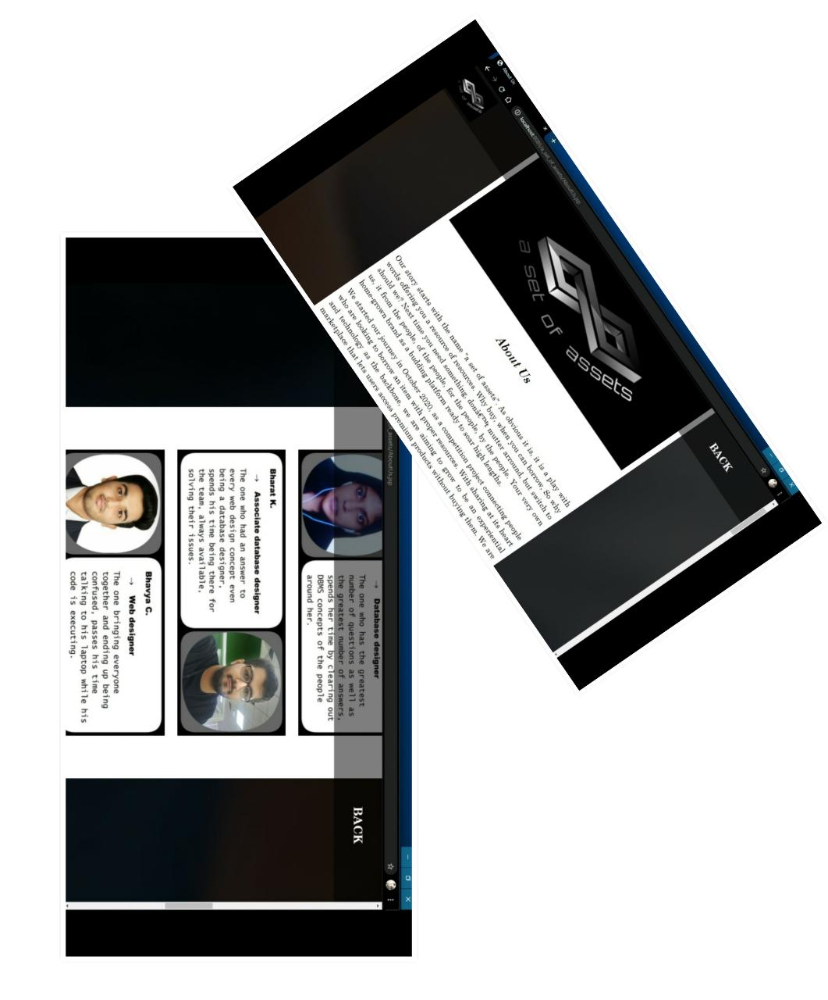 About Us
localhost:8085/a_set_of_assets/AboutUs.jsp
a set of assets
BACK
a set of assets
About Us
Our story starts with the name "a set of assets". As obvious it is, it is a play with
words offering you a resource of resources. Why buy, when you can borrow. So why
should we? Next time you need something, donâ€™t mutter around, but switch to
us, it from the people, of the people, for the people, by the people. Your very own
home-grown brand as a budding platform ready to soar high lengths.
We started our journey in October 2020, as a competition project connecting people
who are looking to borrow an item with proper resources. With sharing at its heart
and technology as the backbone, we are aiming to grow to be an experiential
marketplace that lets users access premium products without buying them. We are
_assets/AboutUs.jsp
BACK
→ Database designer
The one who has the greatest
number of questions as well as
the greatest number of answers,
spends her time by clearing out
DBMS concepts of the people
around her.
Bharat K.
→ Associate database designer
The one who had an answer to
every web design concept even
being a database designer,
spends his time being there for
the team, always available,
solving their issues.
Bhavya C.
→ Web designer
The one bringing everyone
together and ending up being
confused, passes his time
talking to his laptop while his
code is executing.